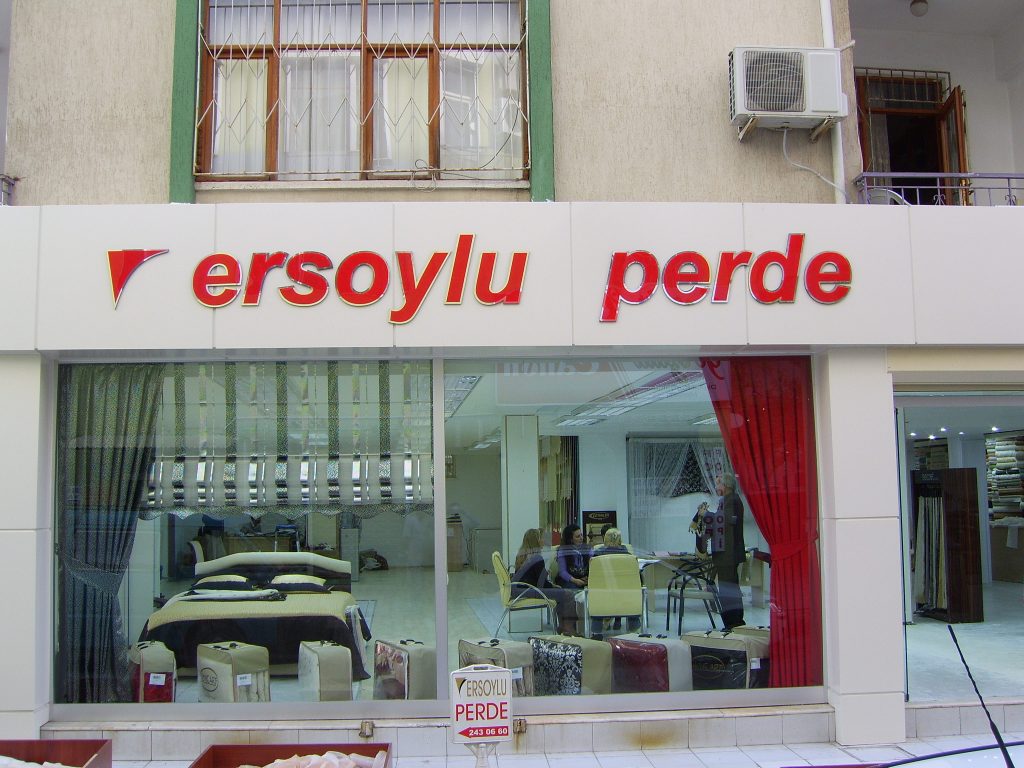 ersoylu perde
ERSOYLU
PERDE
243 06 60